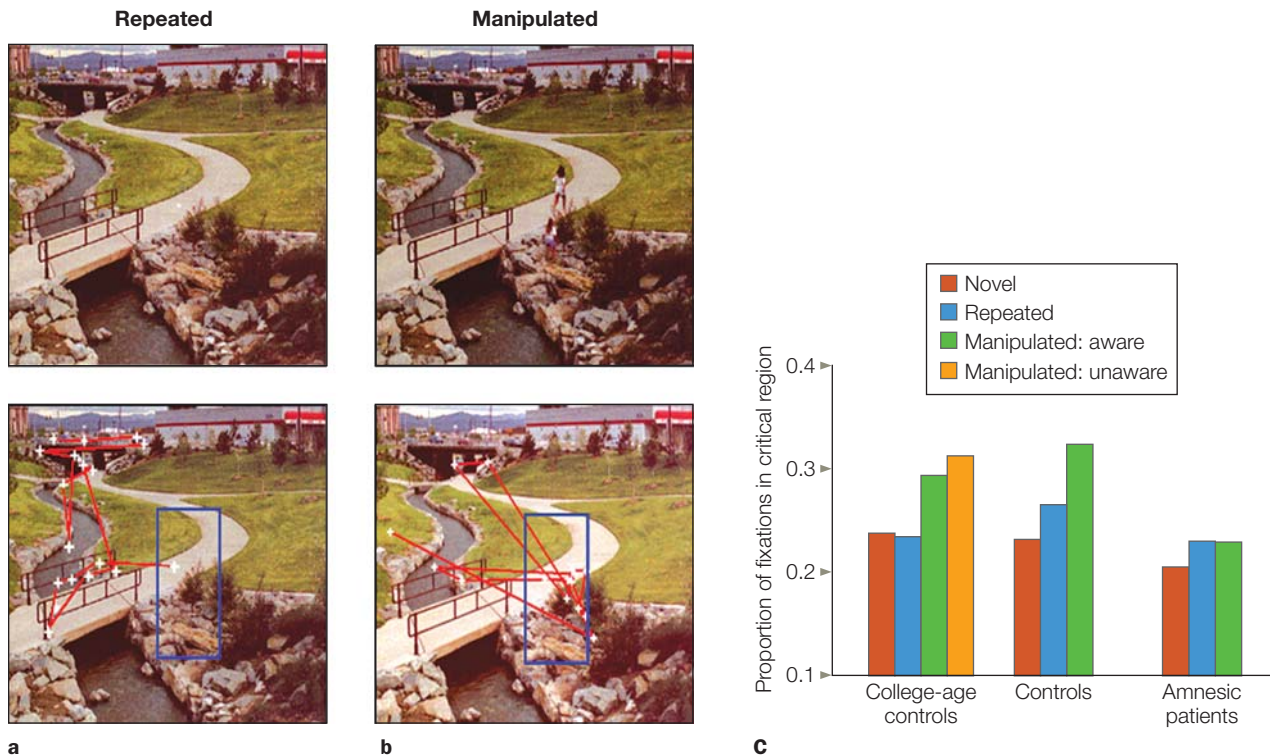 Repeated
Manipulated
Novel
Repeated
Manipulated: aware
Manipulated: unaware
Proportion of fixations in critical region
0.4
0.3
0.2
0.1
College-age
controls
Controls
Amnesic
patients
a
b
c